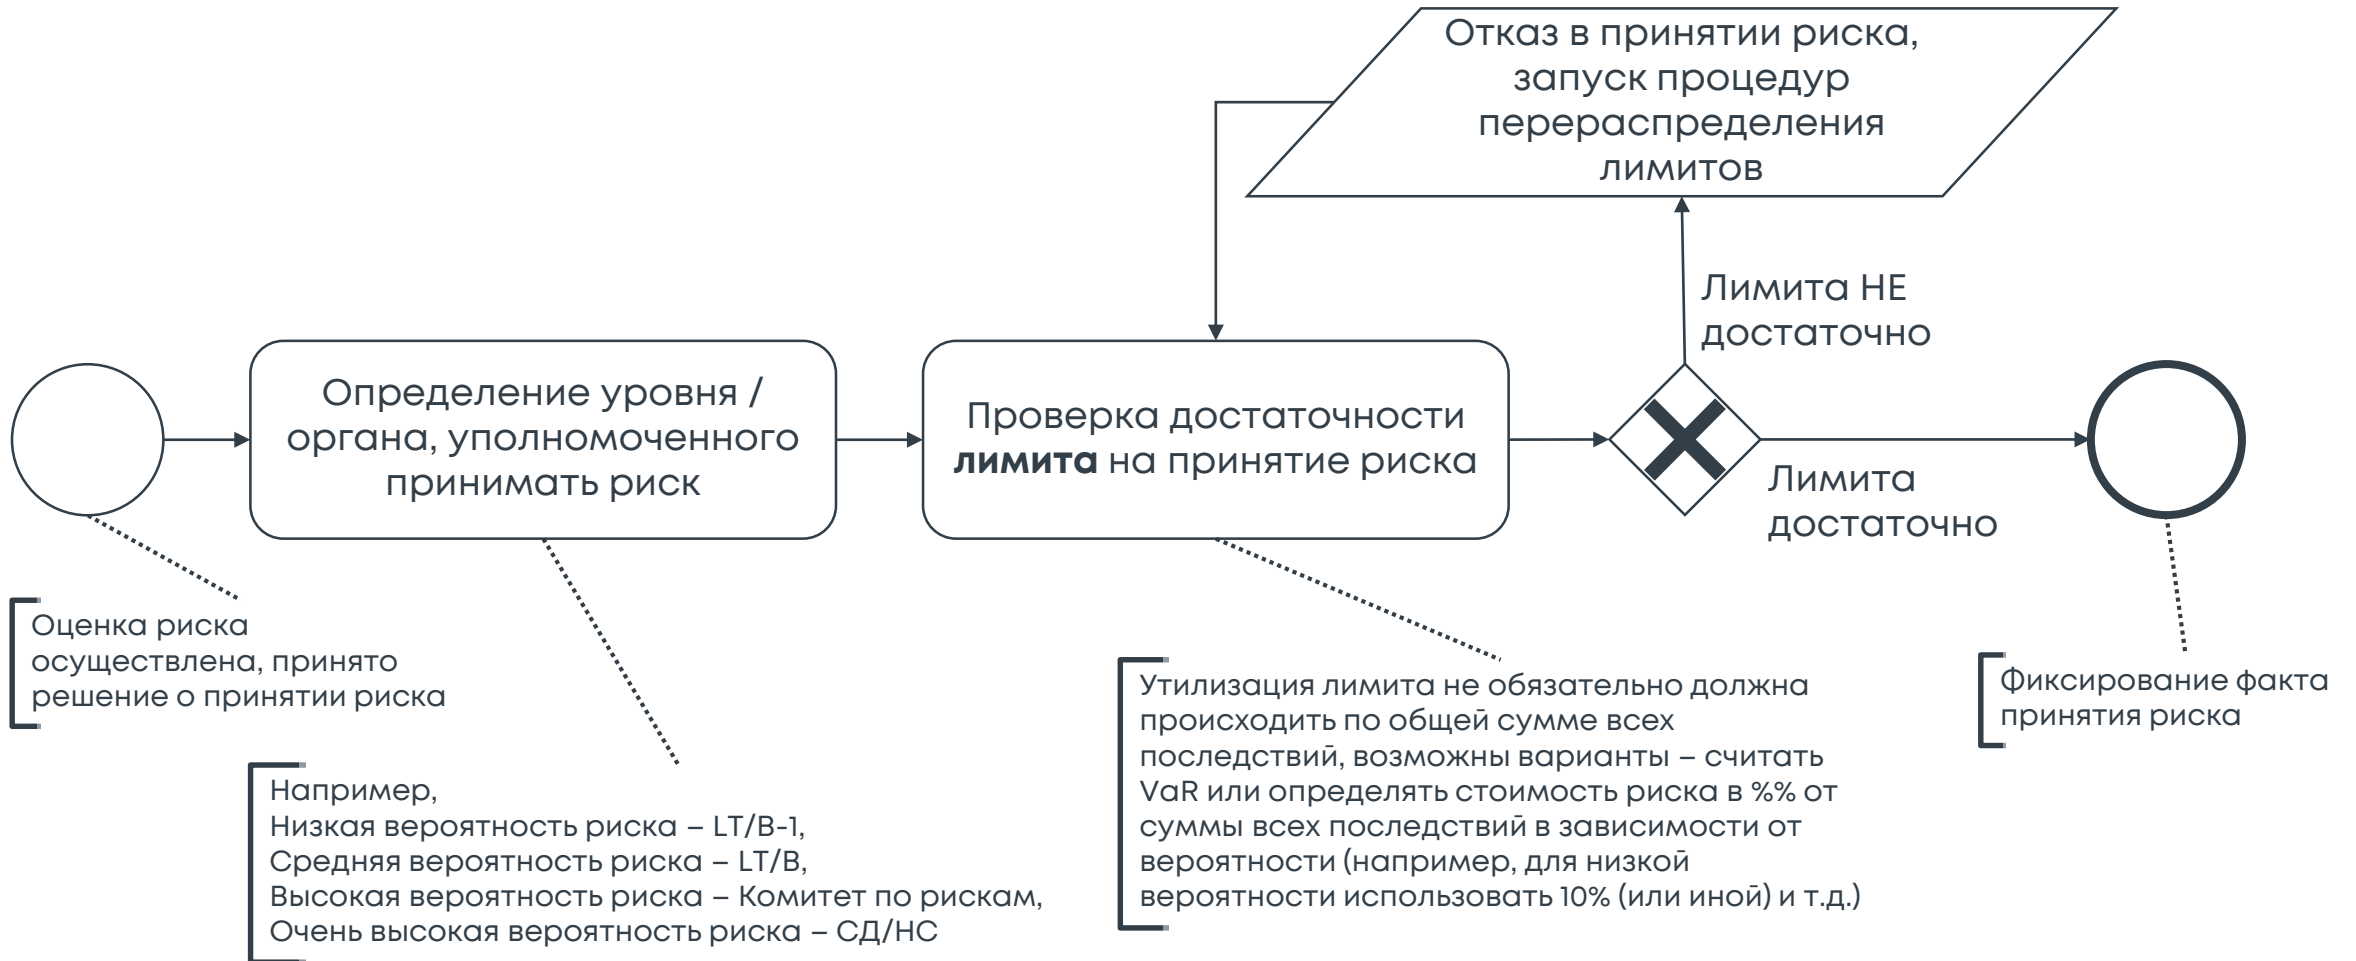 Отказ в принятии риска,
запуск процедур
перераспределения
лимитов
Лимита НЕ
достаточно
Определение уровня /
органа, уполномоченного
принимать риск
Проверка достаточности
лимита на принятие риска
Лимита
достаточно
Оценка риска
осуществлена, принято
решение о принятии риска
Например,
Низкая вероятность риска – LT/B-1,
Средняя вероятность риска – LT/B,
Высокая вероятность риска – Комитет по рискам,
Очень высокая вероятность риска – СД/НС
Утилизация лимита не обязательно должна
происходить по общей сумме всех
последствий, возможны варианты – считать
VaR или определять стоимость риска в %% от
суммы всех последствий в зависимости от
вероятности (например, для низкой
вероятности использовать 10% (или иной) и т.д.)
Фиксирование факта
принятия риска